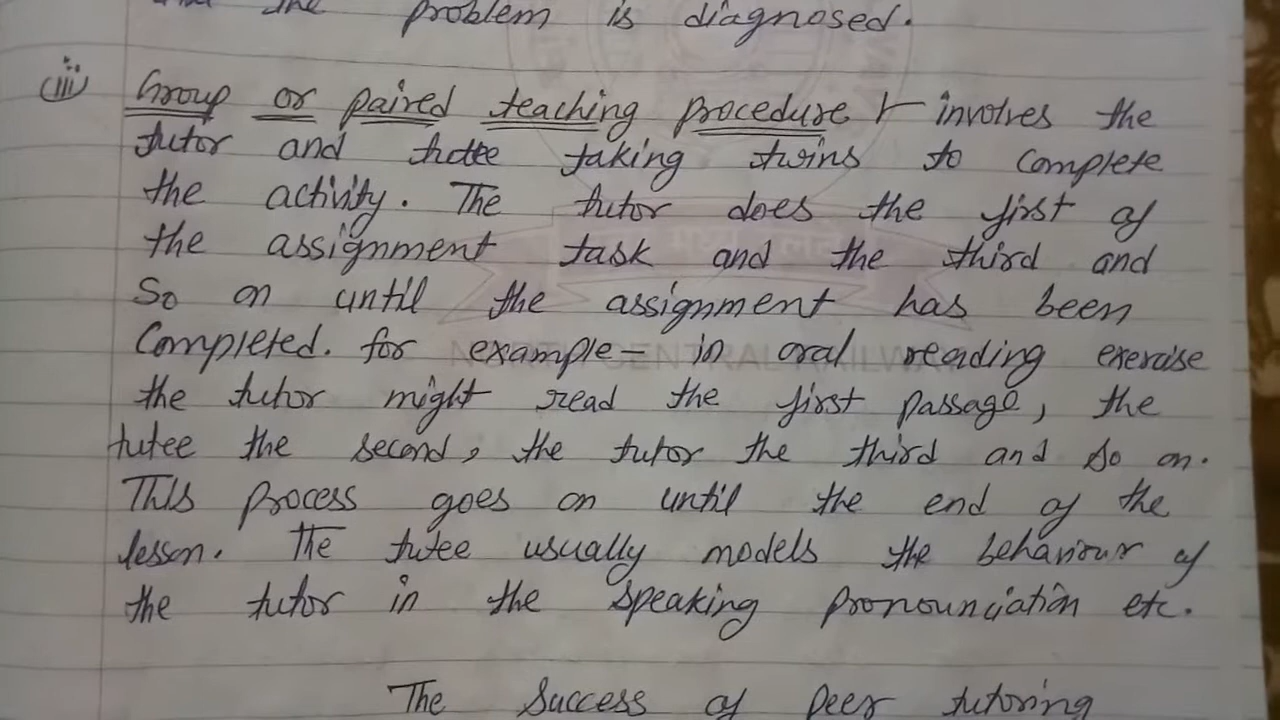 the problem is diagnosed.
(iii) Group or paired teaching procedure :- involves the
tutor and tutee taking twins to complete
the activity. The tutor does the first of
the assignment task and the third and
So on until the assignment has been
Completed. for example- in oral reading exercise
the tutor might read the first passage, the
tutee the second, the tutor the third and so on.
This process goes on until the end of the
lesson. The tutee usually models the behaviour of
the tutor in the speaking pronounciation etc.
The Success of peer tutoring